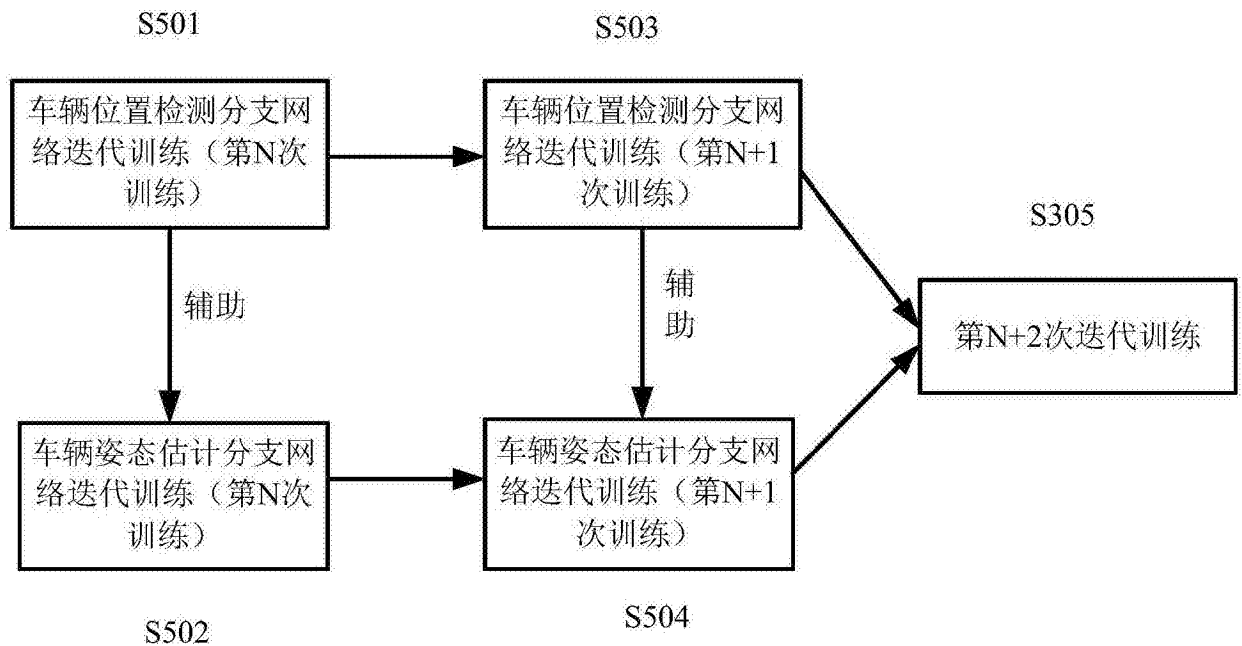 S501
S503
车辆位置检测分支网
络迭代训练（第N次
训练）
车辆位置检测分支网
络迭代训练（第N+1
次训练）
S305
辅助
辅
助
第N+2次迭代训练
车辆姿态估计分支网
络迭代训练（第N次
训练）
车辆姿态估计分支网
络迭代训练（第N+1
次训练）
S502
S504